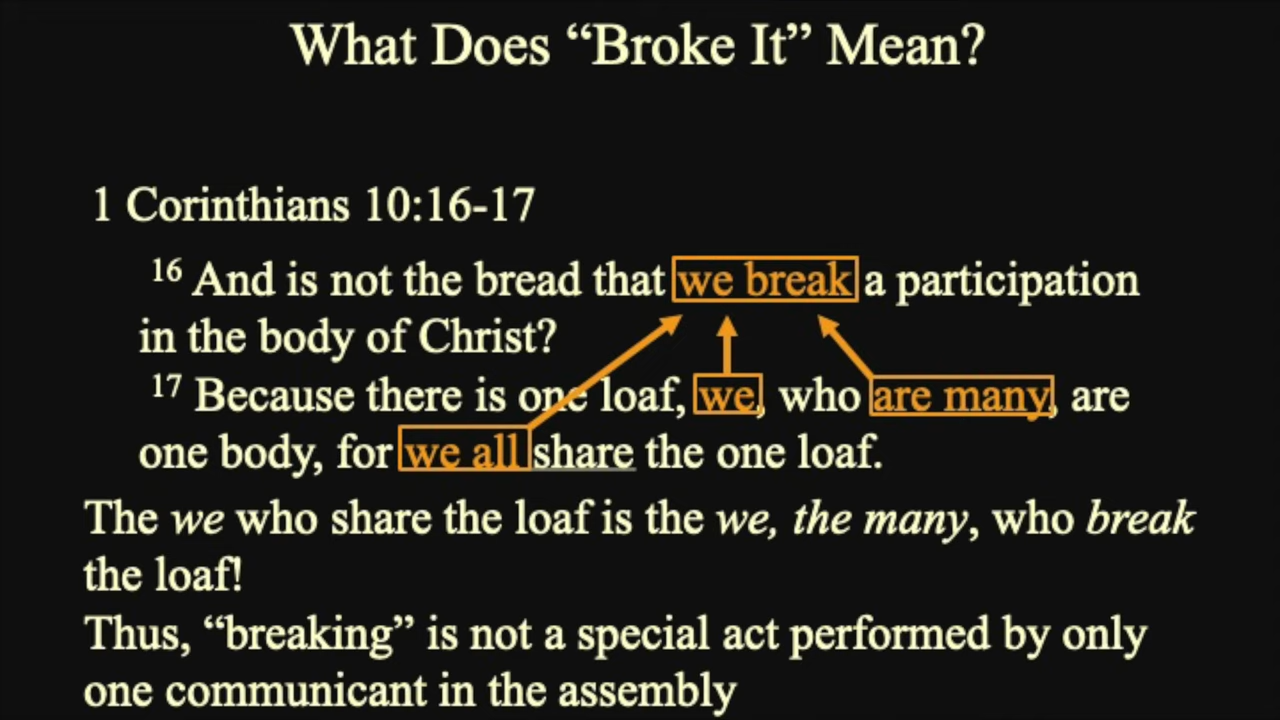 What Does “Broke It” Mean?
1 Corinthians 10:16-17
16 And is not the bread that we break a participation
in the body of Christ?
17 Because there is one loaf, we, who are many, are
one body, for we all share the one loaf.
The we who share the loaf is the we, the many, who break
the loaf!
Thus, “breaking” is not a special act performed by only
one communicant in the assembly